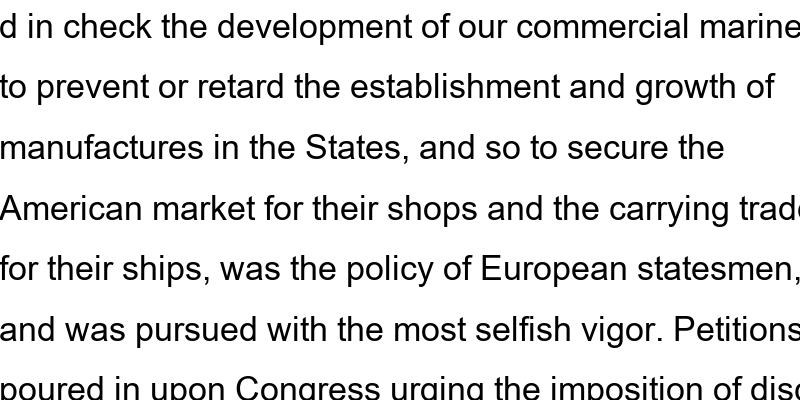 d in check the development of our commercial marine
to prevent or retard the establishment and growth of
manufactures in the States, and so to secure the
American market for their shops and the carrying trade
for their ships, was the policy of European statesmen,
and was pursued with the most selfish vigor. Petitions
poured in upon Congress urging the imposition of